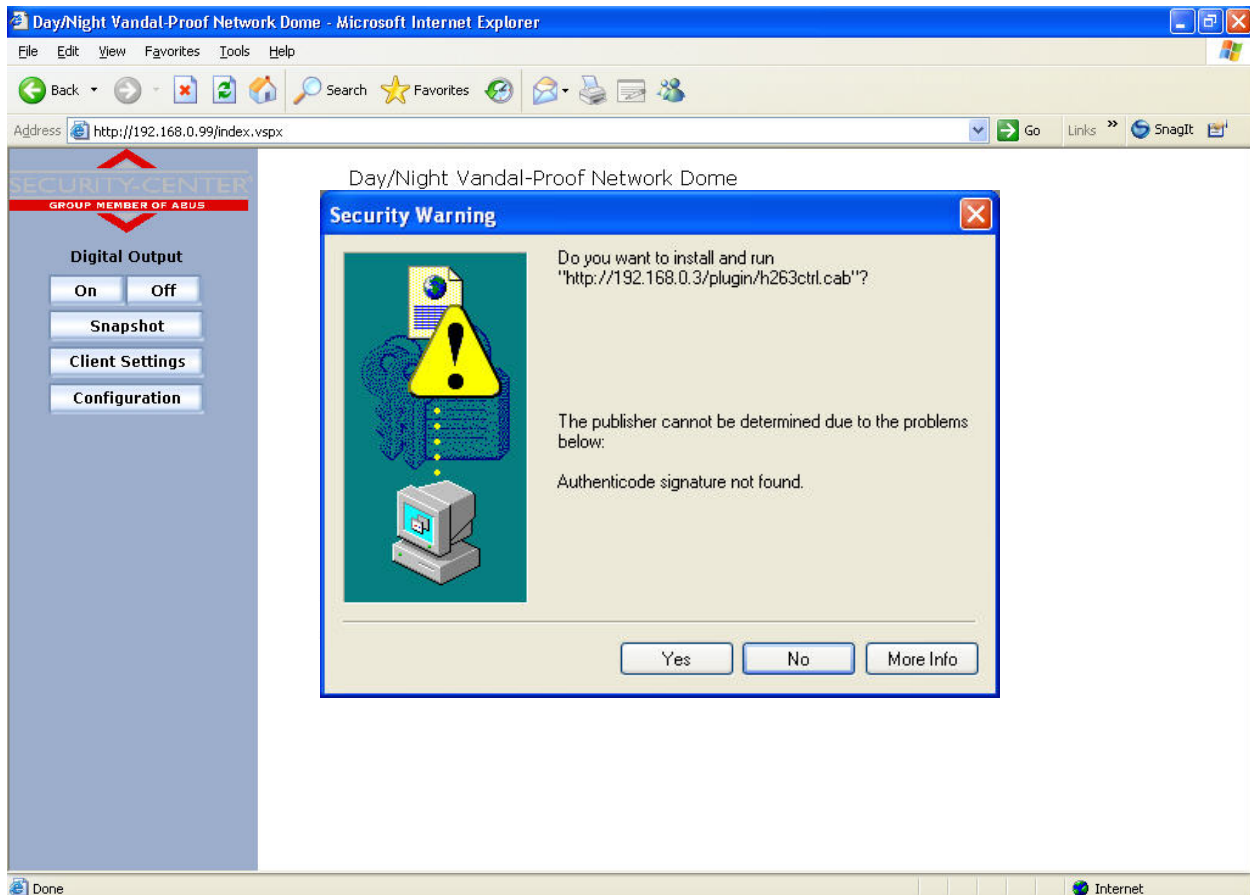 Day/Night Vandal-Proof Network Dome - Microsoft Internet Explorer
File Edit View Favorites Tools Help
Back Search Favorites
Address http://192.168.0.99/index.vspx Go Links » SnagIt
SECURITY-CENTER
GROUP MEMBER OF ABUS
Day/Night Vandal-Proof Network Dome
Digital Output
On Off
Snapshot
Client Settings
Configuration
Security Warning
Do you want to install and run
"http://192.168.0.3/plugin/h263ctrl.cab"?
The publisher cannot be determined due to the problems
below:
Authenticode signature not found.
Yes No More Info
Done Internet